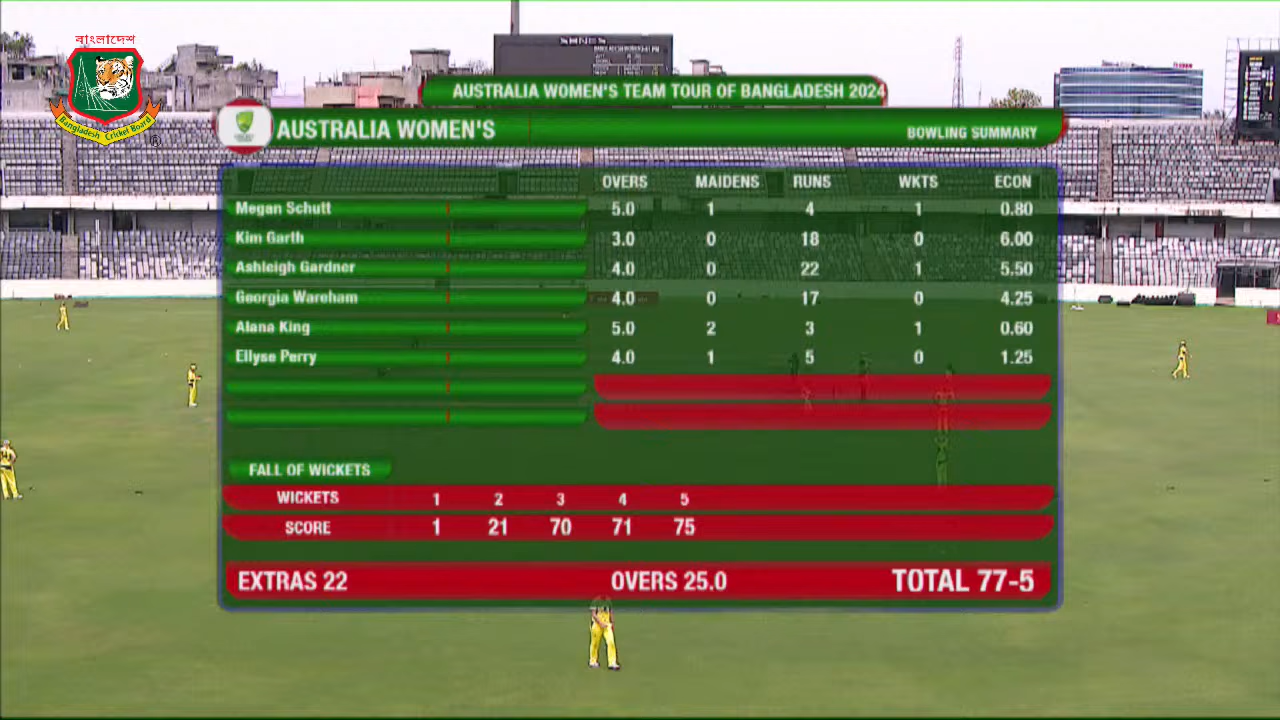 বাংলাদেশ
Bangladesh Cricket Board
®
AUSTRALIA WOMEN'S TEAM TOUR OF BANGLADESH 2024
AUSTRALIA WOMEN'S
BOWLING SUMMARY
OVERS MAIDENS RUNS WKTS ECON
Megan Schutt 5.0 1 4 1 0.80
Kim Garth 3.0 0 18 0 6.00
Ashleigh Gardner 4.0 0 22 1 5.50
Georgia Wareham 4.0 0 17 0 4.25
Alana King 5.0 2 3 1 0.60
Ellyse Perry 4.0 1 5 0 1.25
FALL OF WICKETS
WICKETS 1 2 3 4 5
SCORE 1 21 70 71 75
EXTRAS 22 OVERS 25.0 TOTAL 77-5